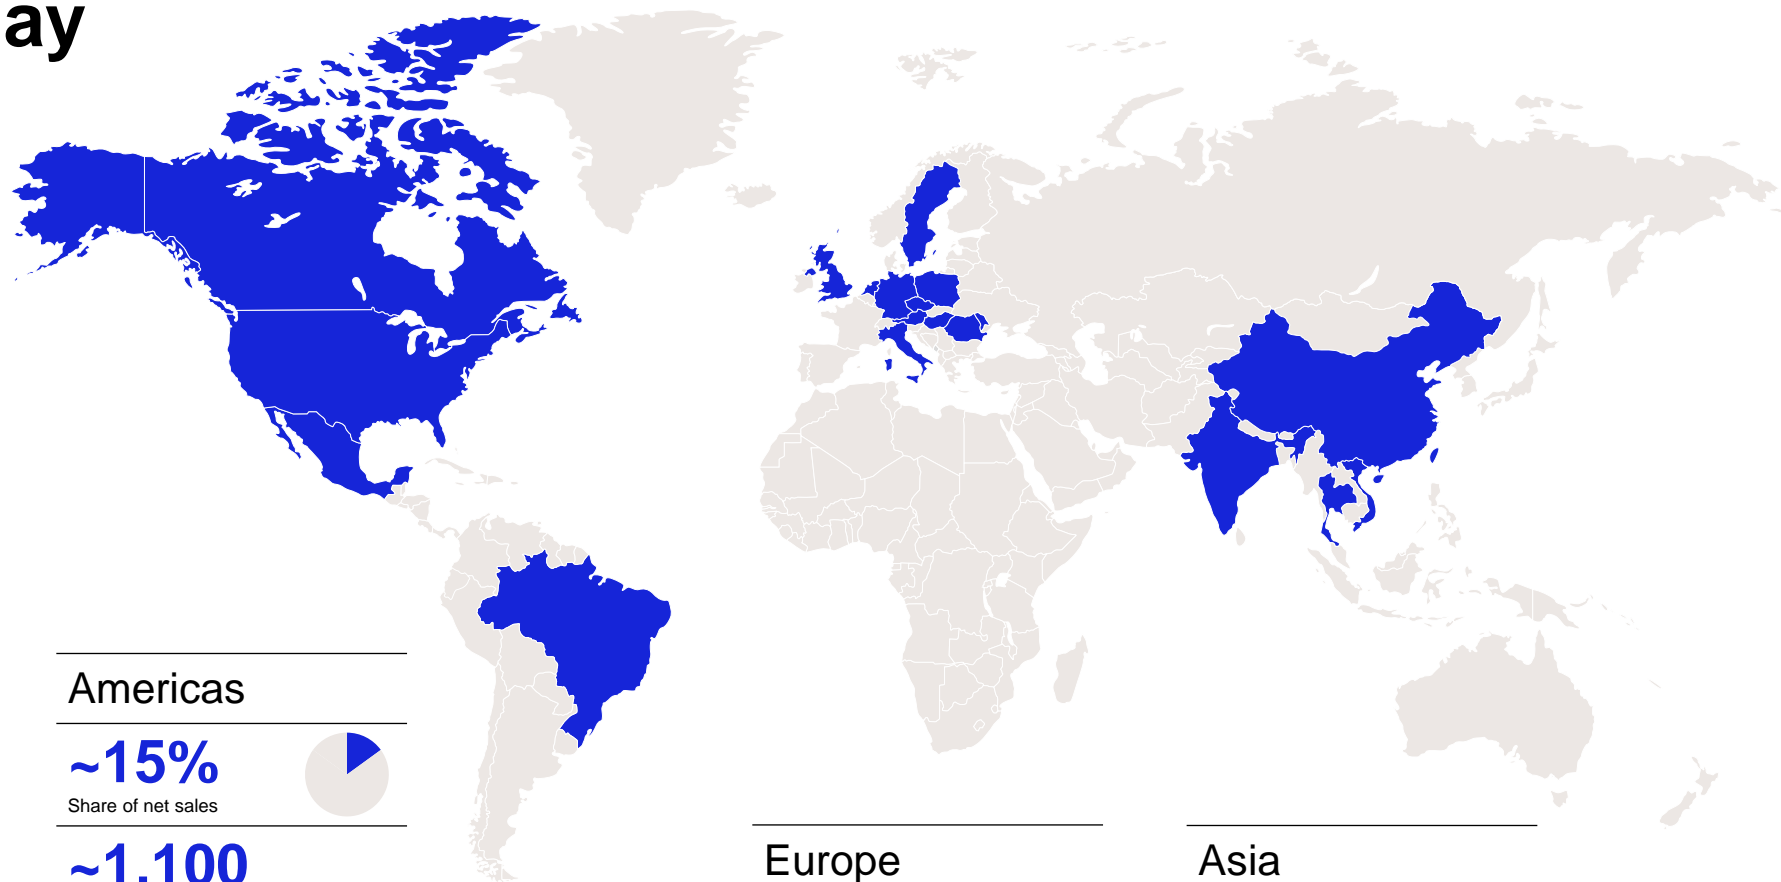 ay
Americas
~15%
Share of net sales
~1,100
Europe
Asia